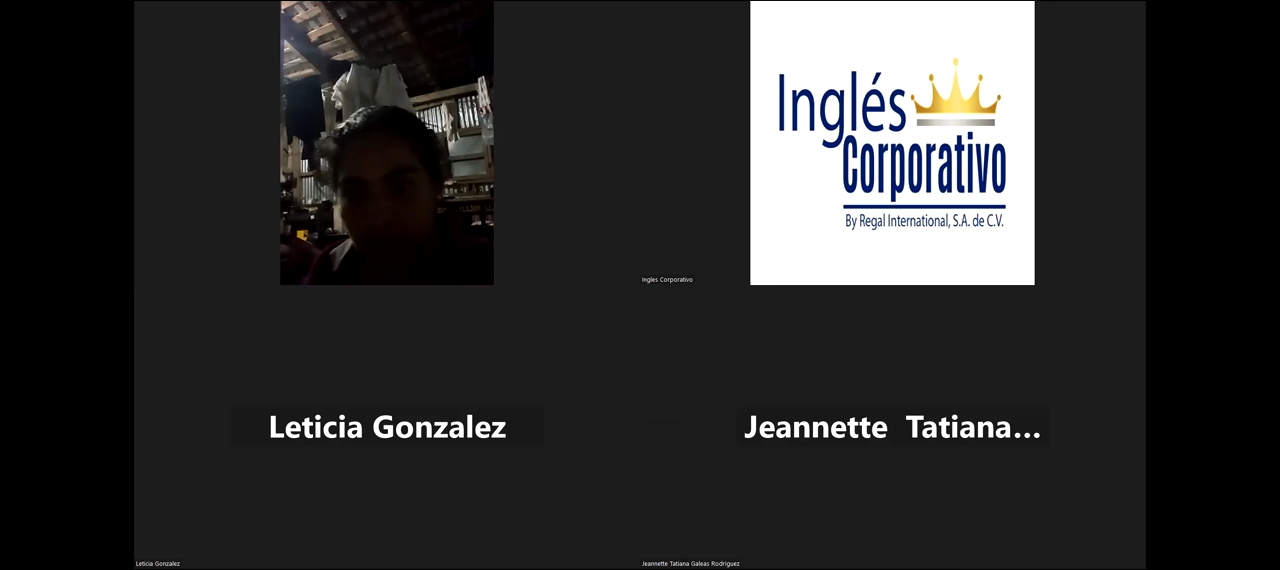 Inglés
Corporativo
By Regal International, S.A. de C.V.
Ingles Corporativo
Leticia Gonzalez
Jeannette Tatiana...
Leticia Gonzalez
Jeannette Tatiana Galeas Rodriguez